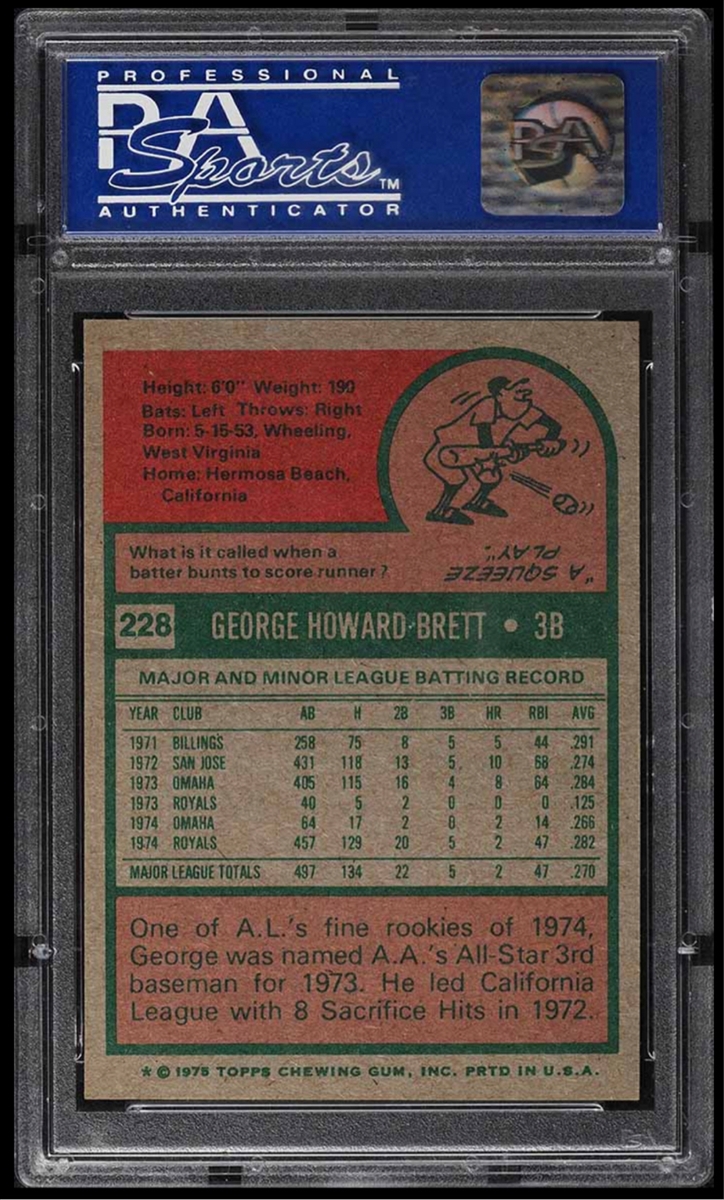 PROFESSIONAL
PSA
Sports™
AUTHENTICATOR
PSA
Height: 6'0" Weight: 190
Bats: Left Throws: Right
Born: 5-15-53, Wheeling,
West Virginia
Home: Hermosa Beach,
California
What is it called when a
batter bunts to score runner?
"A SQUEEZE
PLAY".
228 GEORGE HOWARD BRETT • 3B
MAJOR AND MINOR LEAGUE BATTING RECORD
YEAR CLUB AB H 2B 3B HR RBI AVG
1971 BILLINGS 258 75 8 5 5 44 .291
1972 SAN JOSE 431 118 13 5 10 68 .274
1973 OMAHA 405 115 16 4 8 64 .284
1973 ROYALS 40 5 2 0 0 0 .125
1974 OMAHA 64 17 2 0 2 14 .266
1974 ROYALS 457 129 20 5 2 47 .282
MAJOR LEAGUE TOTALS 497 134 22 5 2 47 .270
One of A.L.'s fine rookies of 1974,
George was named A.A.'s All-Star 3rd
baseman for 1973. He led California
League with 8 Sacrifice Hits in 1972.
* © 1975 TOPPS CHEWING GUM, INC. PRTD IN U.S.A.